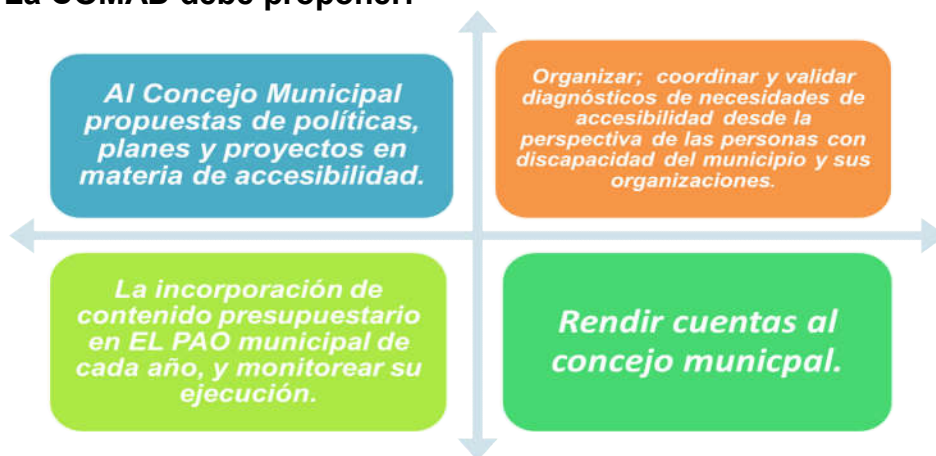 La COMAD debe proponer:
Al Concejo Municipal
propuestas de políticas,
planes y proyectos en
materia de accesibilidad.
Organizar; coordinar y validar
diagnósticos de necesidades de
accesibilidad desde la
perspectiva de las personas con
discapacidad del municipio y sus
organizaciones.
La incorporación de
contenido presupuestario
en EL PAO municipal de
cada año, y monitorear su
ejecución.
Rendir cuentas al
concejo municpal.